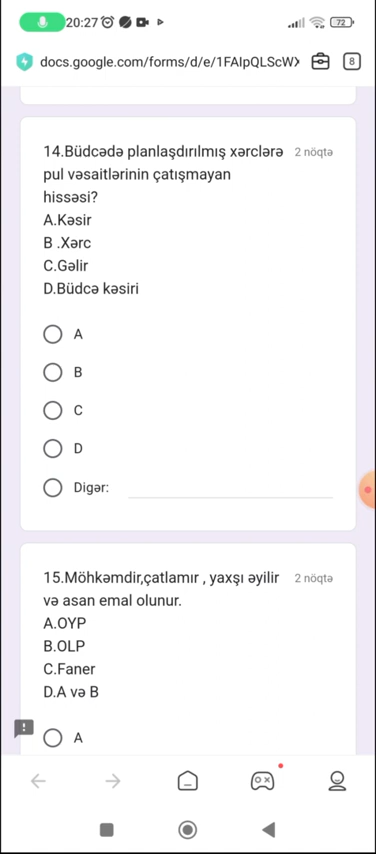 20:27
72
docs.google.com/forms/d/e/1FAIpQLScW
8
14.Büdcədə planlaşdırılmış xərclərə 2 nöqtə
pul vəsaitlərinin çatışmayan
hissəsi?
A.Kəsir
B .Xərc
C.Gəlir
D.Büdcə kəsiri
A
B
C
D
Digər:
15.Möhkəmdir,çatlamır , yaxşı əyilir 2 nöqtə
və asan emal olunur.
A.OYP
B.OLP
C.Faner
D.A və B
A